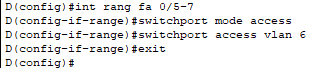 D(config)#int rang fa 0/5-7
D(config-if-range)#switchport mode access
D(config-if-range)#switchport access vlan 6
D(config-if-range)#exit
D(config)#